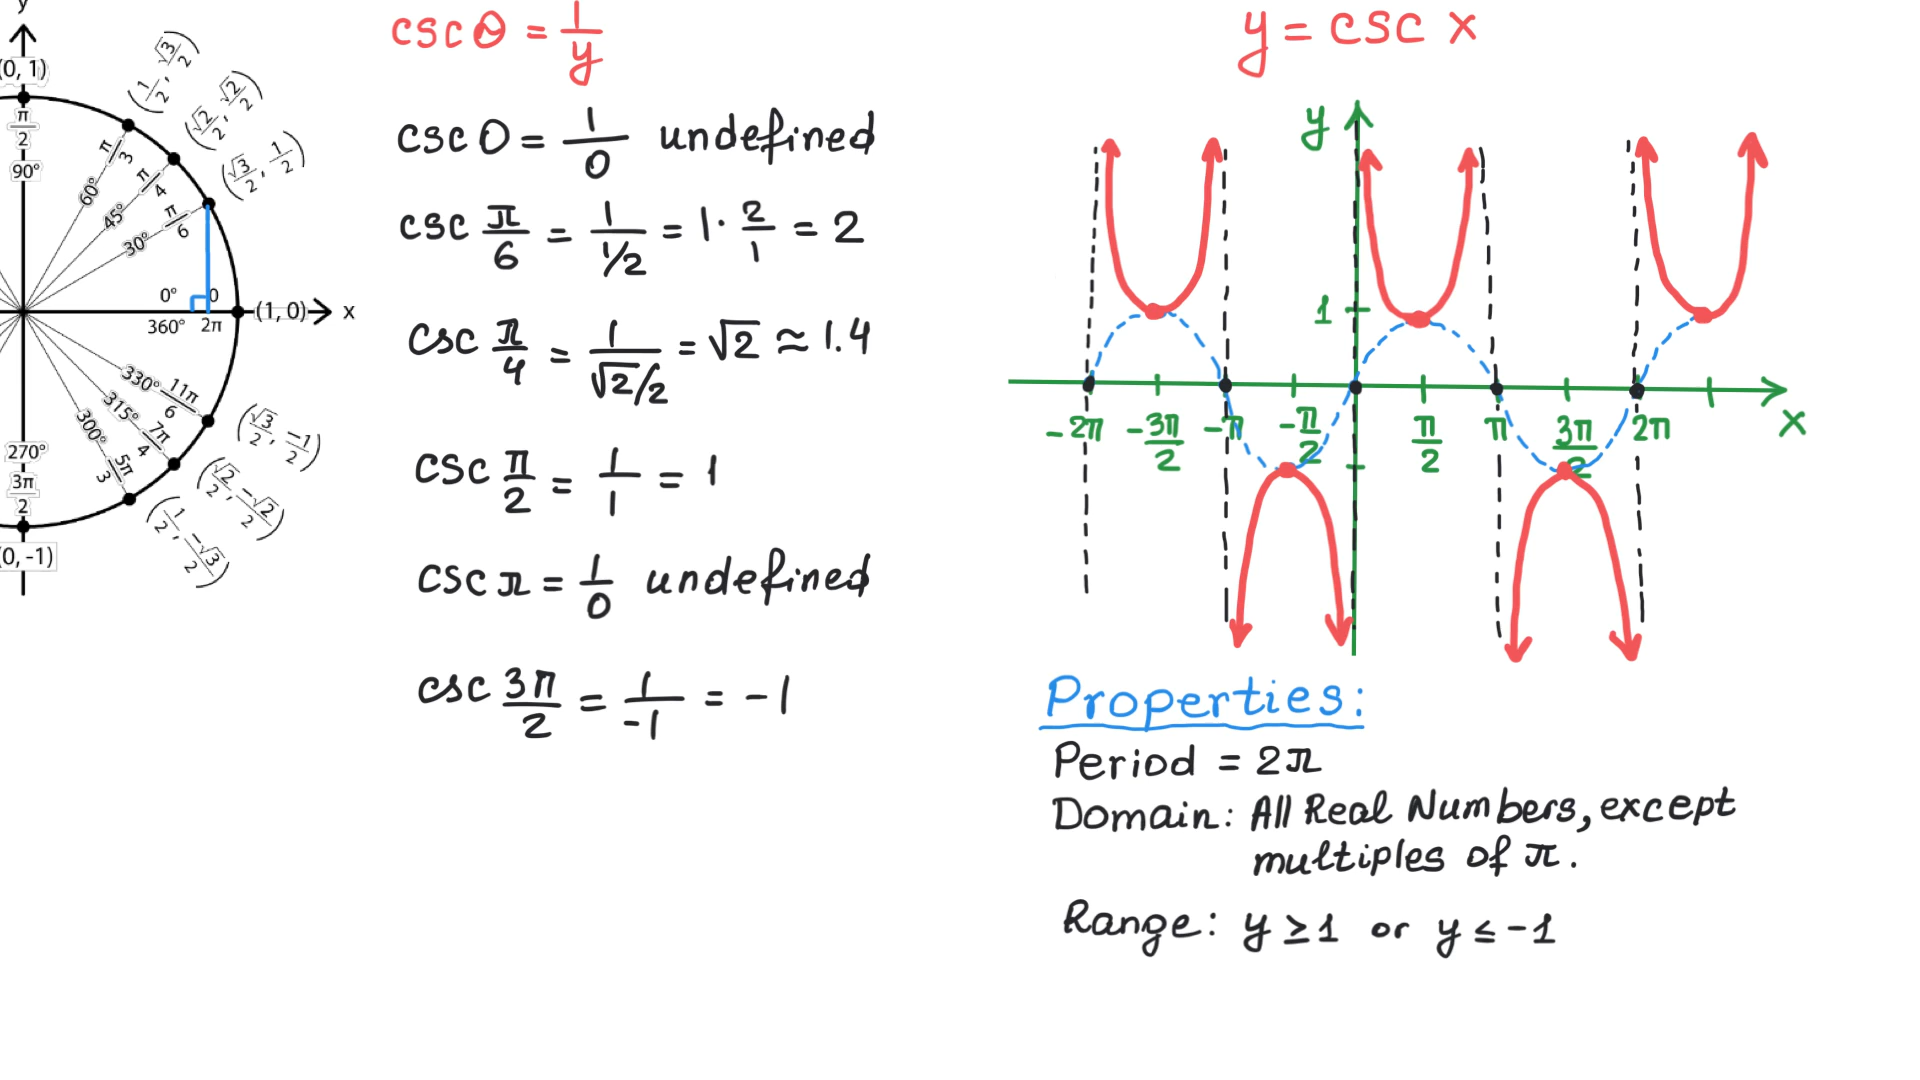 y
(0, 1)
π/2
90°
(1/2, √3/2)
(√2/2, √2/2)
(√3/2, 1/2)
π/3
60°
π/4
45°
π/6
30°
0° 0
360° 2π
(1, 0) x
330° 11π/6
315° 7π/4
300° 5π/3
270°
3π/2
(√3/2, -1/2)
(√2/2, -√2/2)
(1/2, -√3/2)
(0, -1)
csc θ = 1/y
csc 0 = 1/0 undefined
csc π/6 = 1/1/2 = 1 · 2/1 = 2
csc π/4 = 1/√2/2 = √2 ≈ 1.4
csc π/2 = 1/1 = 1
csc π = 1/0 undefined
csc 3π/2 = 1/-1 = -1
y = csc x
y
1
-2π -3π/2 -π -π/2 π/2 π 3π/2 2π x
Properties:
Period = 2π
Domain: All Real Numbers, except
multiples of π.
Range: y ≥ 1 or y ≤ -1